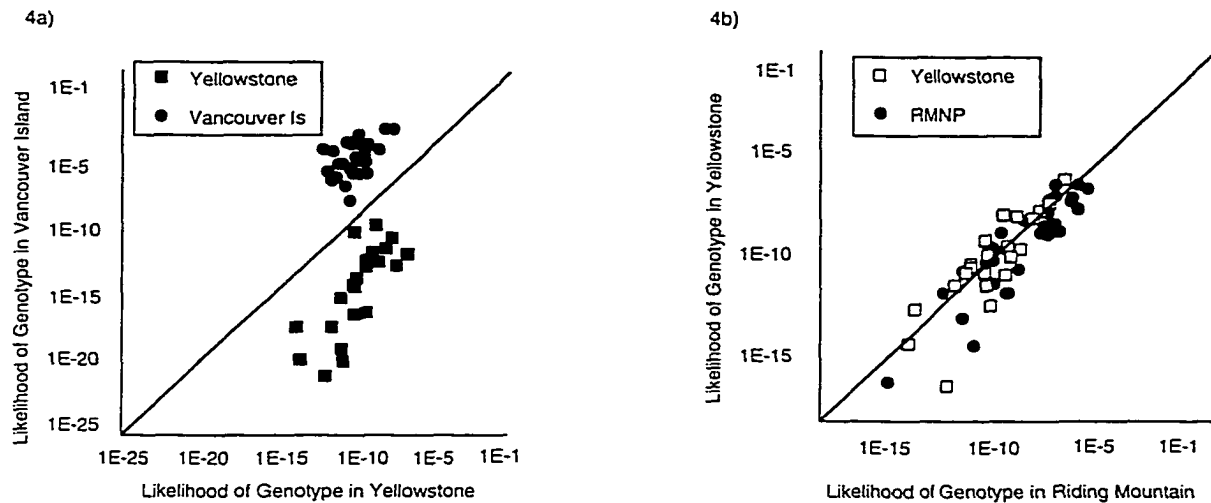 4a)
Yellowstone
Vancouver Is
Likelihood of Genotype in Vancouver Island
1E-1
1E-5
1E-10
1E-15
1E-20
1E-25
1E-25 1E-20 1E-15 1E-10 1E-5 1E-1
Likelihood of Genotype in Yellowstone
4b)
Yellowstone
RMNP
Likelihood of Genotype in Yellowstone
1E-1
1E-5
1E-10
1E-15
1E-15 1E-10 1E-5 1E-1
Likelihood of Genotype in Riding Mountain